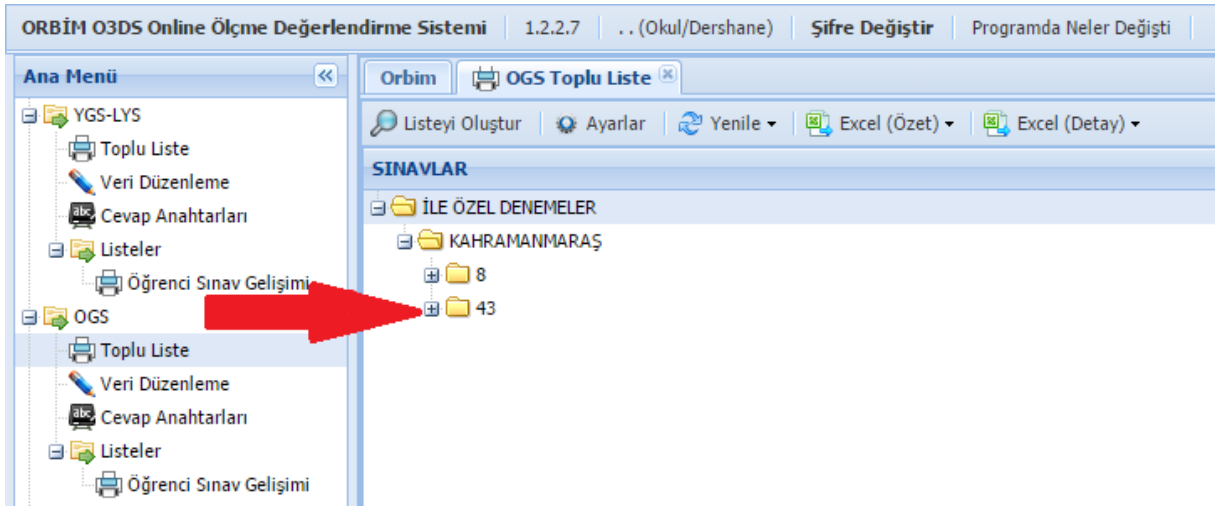 ORBİM O3DS Online Ölçme Değerlendirme Sistemi 1.2.2.7 . . (Okul/Dershane) Şifre Değiştir Programda Neler Değişti
Ana Menü
YGS-LYS
Toplu Liste
Veri Düzenleme
Cevap Anahtarları
Listeler
Öğrenci Sınav Gelişimi
OGS
Toplu Liste
Veri Düzenleme
Cevap Anahtarları
Listeler
Öğrenci Sınav Gelişimi
Orbim OGS Toplu Liste
Listeyi Oluştur Ayarlar Yenile Excel (Özet) Excel (Detay)
SINAVLAR
İLE ÖZEL DENEMELER
KAHRAMANMARAŞ
8
43